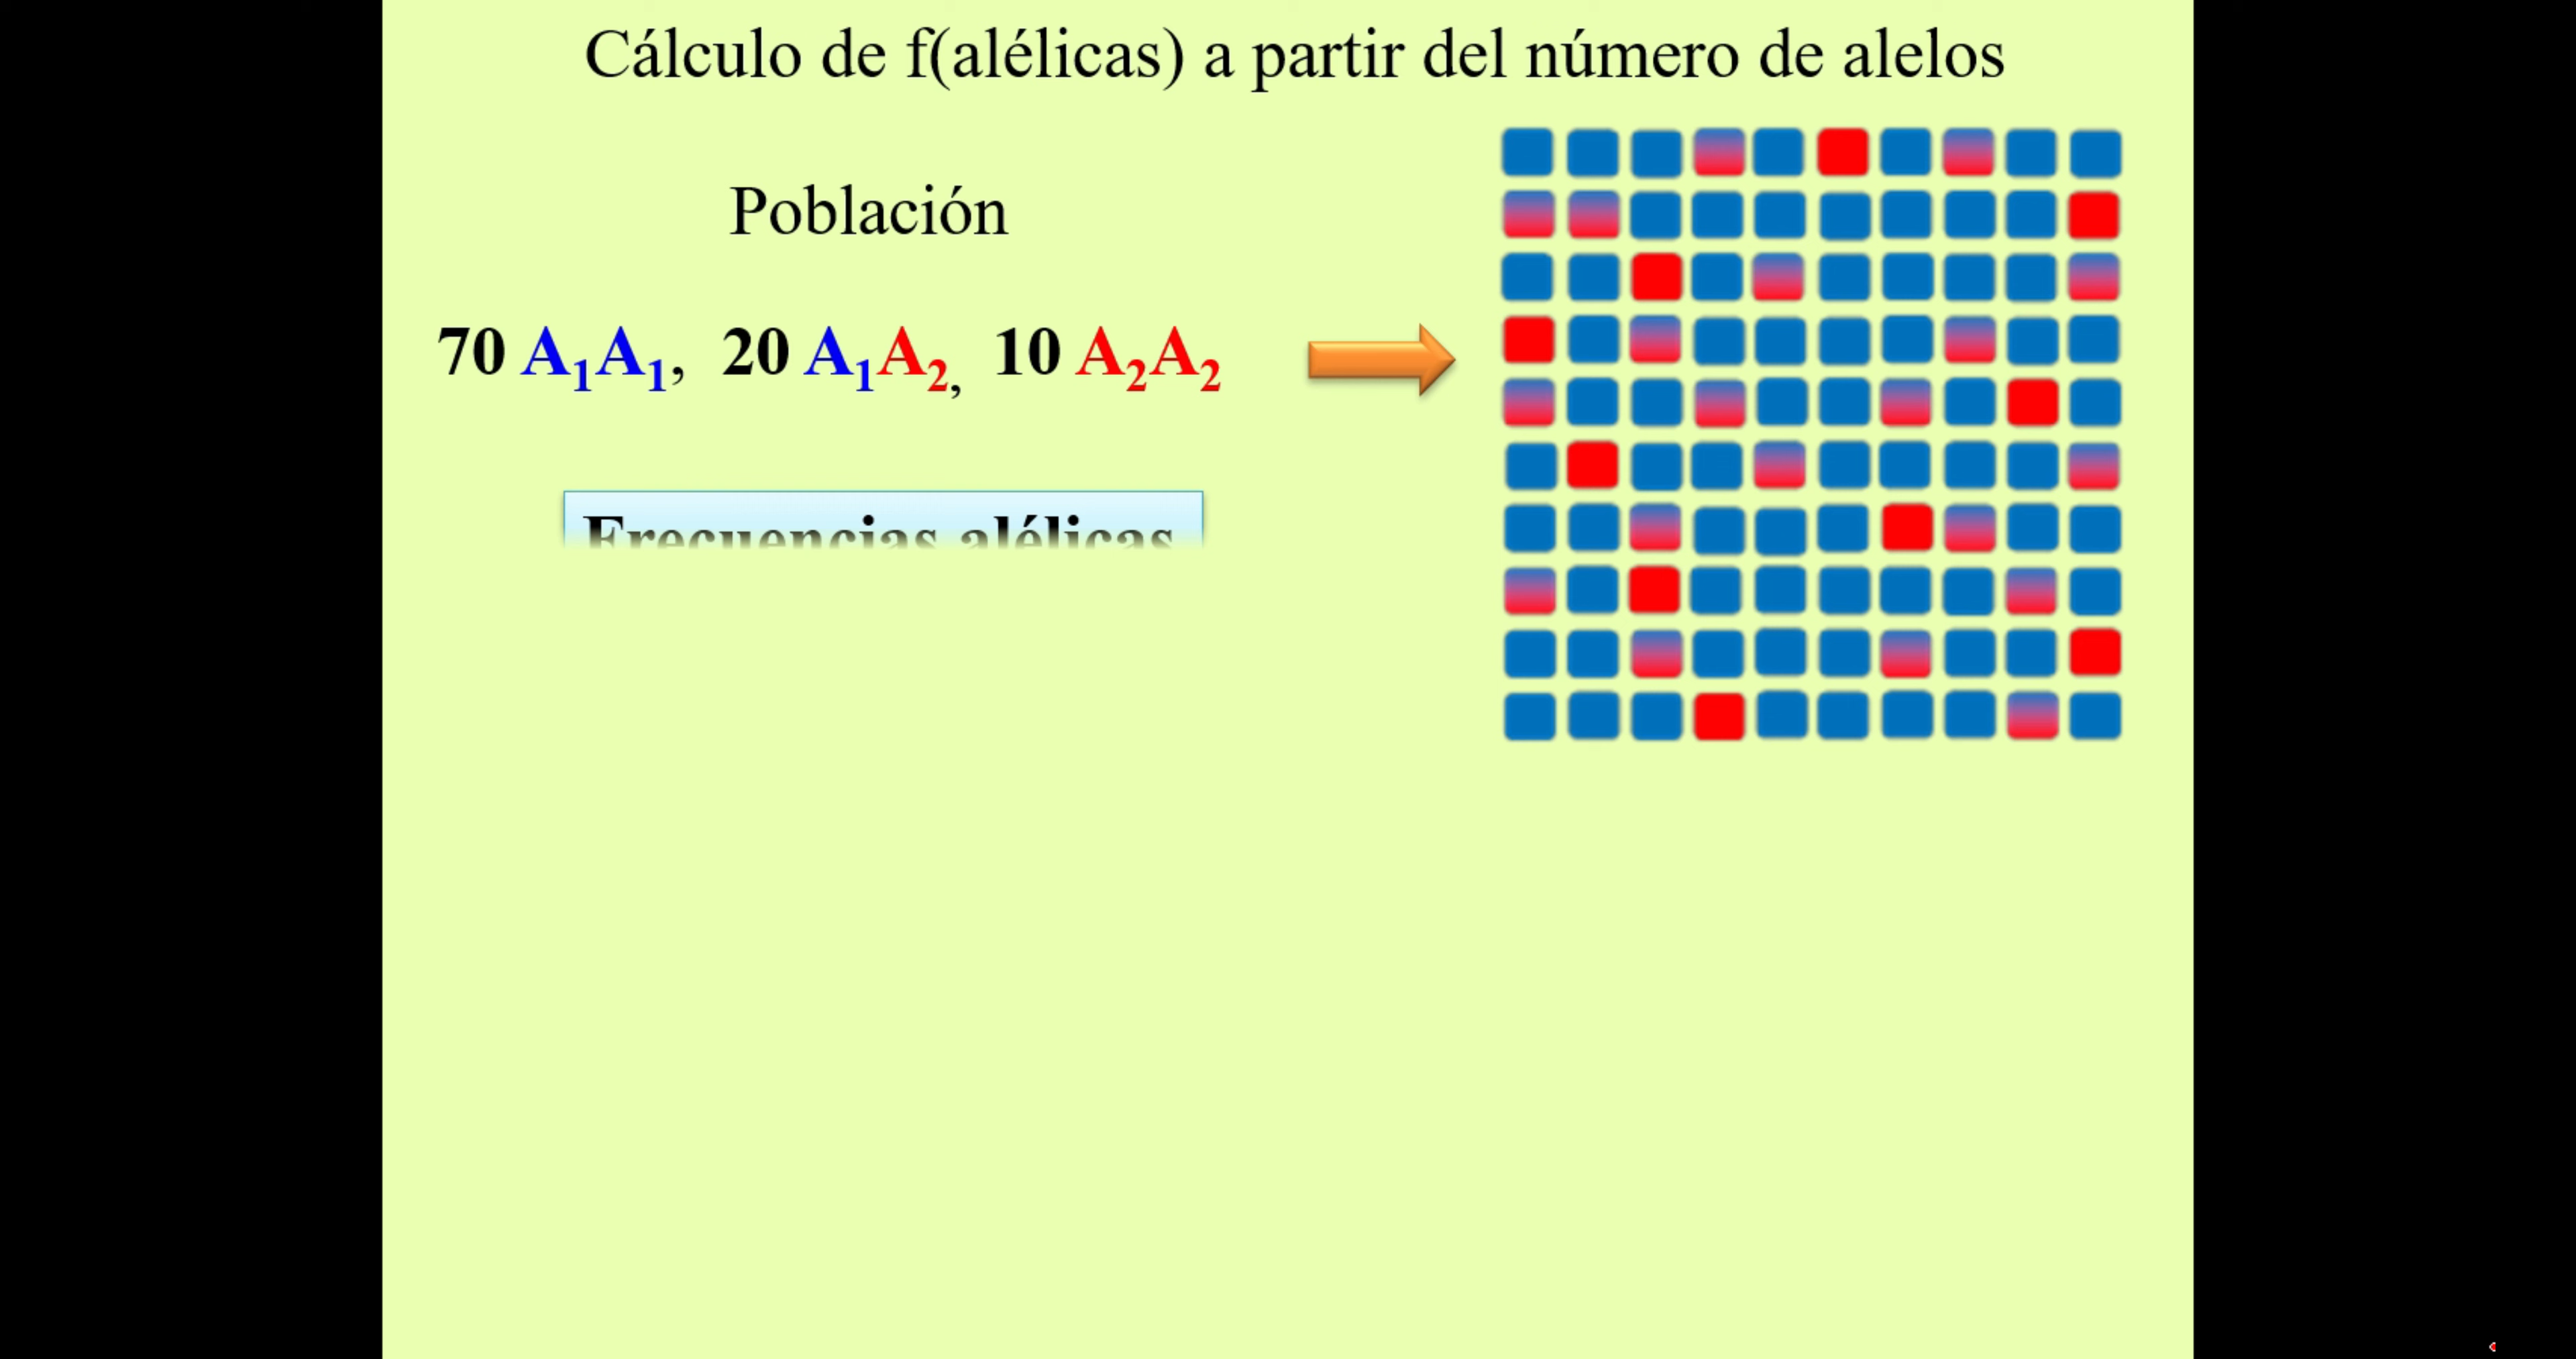 Cálculo de f(alélicas) a partir del número de alelos
Población
70 A₁A₁, 20 A₁A₂, 10 A₂A₂
Frecuencias alélicas